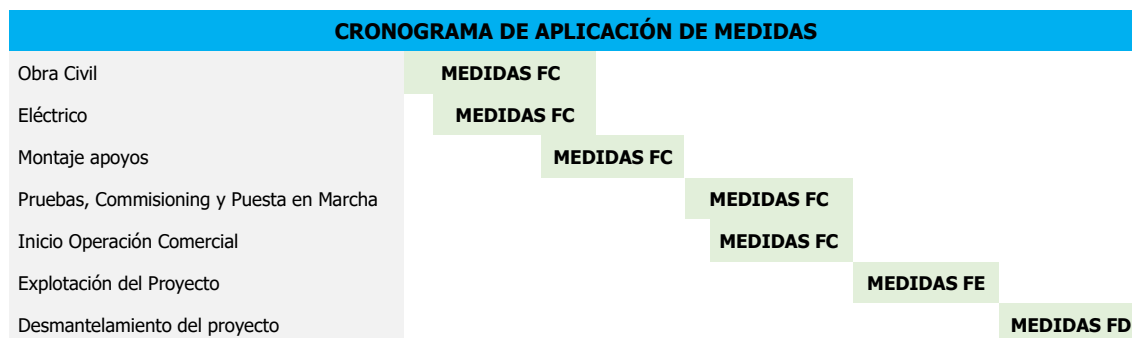 CRONOGRAMA DE APLICACIÓN DE MEDIDAS
Obra Civil MEDIDAS FC
Eléctrico MEDIDAS FC
Montaje apoyos MEDIDAS FC
Pruebas, Commisioning y Puesta en Marcha MEDIDAS FC
Inicio Operación Comercial MEDIDAS FC
Explotación del Proyecto MEDIDAS FE
Desmantelamiento del proyecto MEDIDAS FD